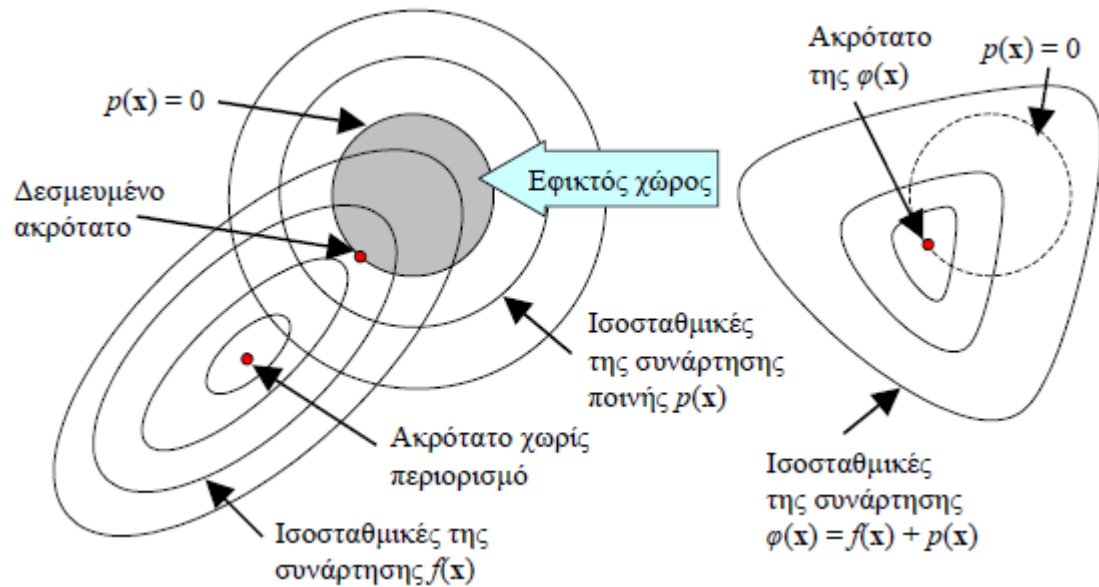 p(x) = 0
Δεσμευμένο
ακρότατο
Εφικτός χώρος
Ισοσταθμικές
της συνάρτησης
ποινής p(x)
Ακρότατο χωρίς
περιορισμό
Ισοσταθμικές της
συνάρτησης f(x)
Ακρότατο
της φ(x)
p(x) = 0
Ισοσταθμικές
της συνάρτησης
φ(x) = f(x) + p(x)